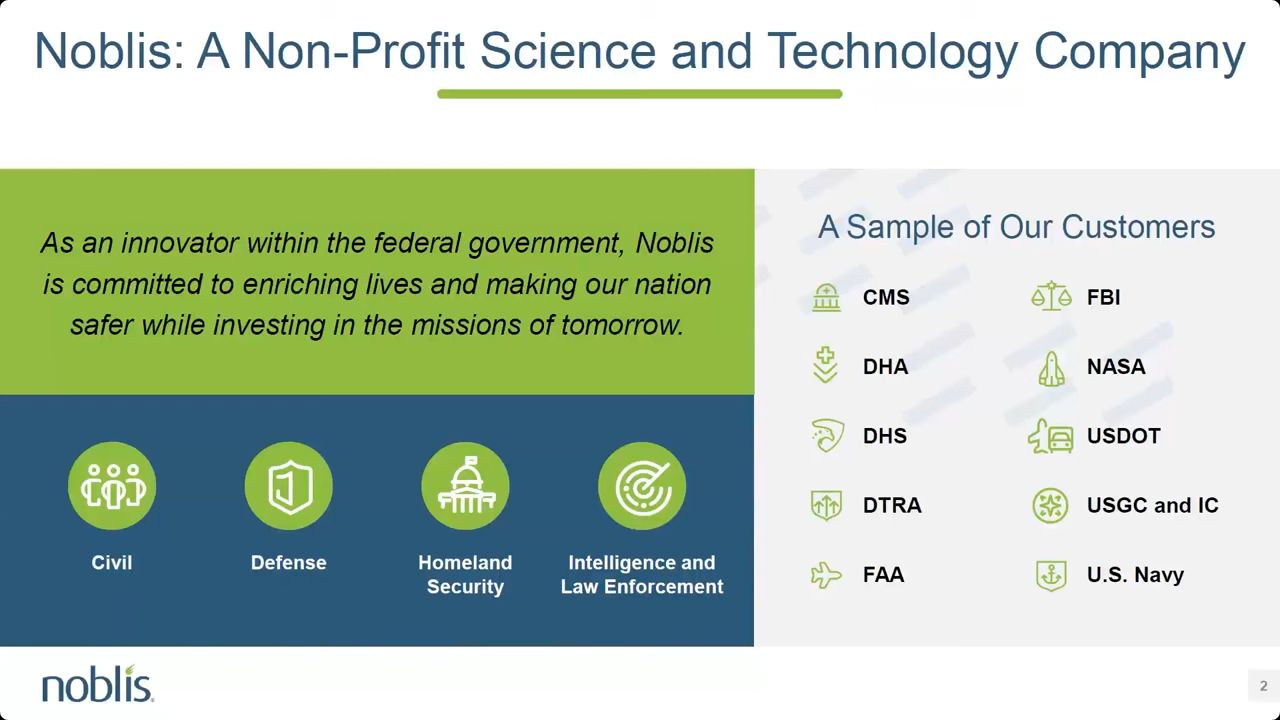 Noblis: A Non-Profit Science and Technology Company
As an innovator within the federal government, Noblis
is committed to enriching lives and making our nation
safer while investing in the missions of tomorrow.
Civil
Defense
Homeland
Security
Intelligence and
Law Enforcement
A Sample of Our Customers
CMS
DHA
DHS
DTRA
FAA
FBI
NASA
USDOT
USGC and IC
U.S. Navy
noblis
2